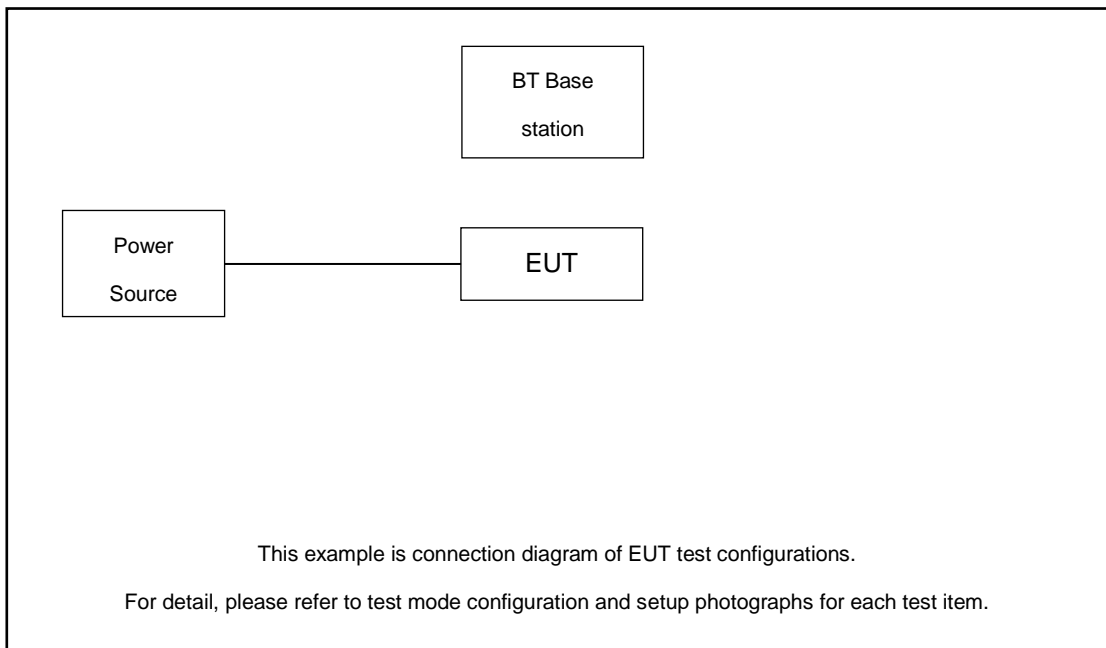 BT Base
station
Power
Source
EUT
This example is connection diagram of EUT test configurations.
For detail, please refer to test mode configuration and setup photographs for each test item.